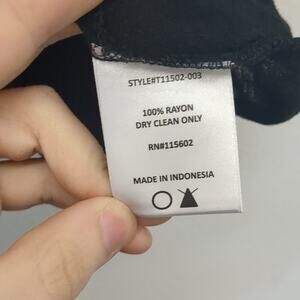 STYLE#T11502-003
100% RAYON
DRY CLEAN ONLY
RN#115602
MADE IN INDONESIA